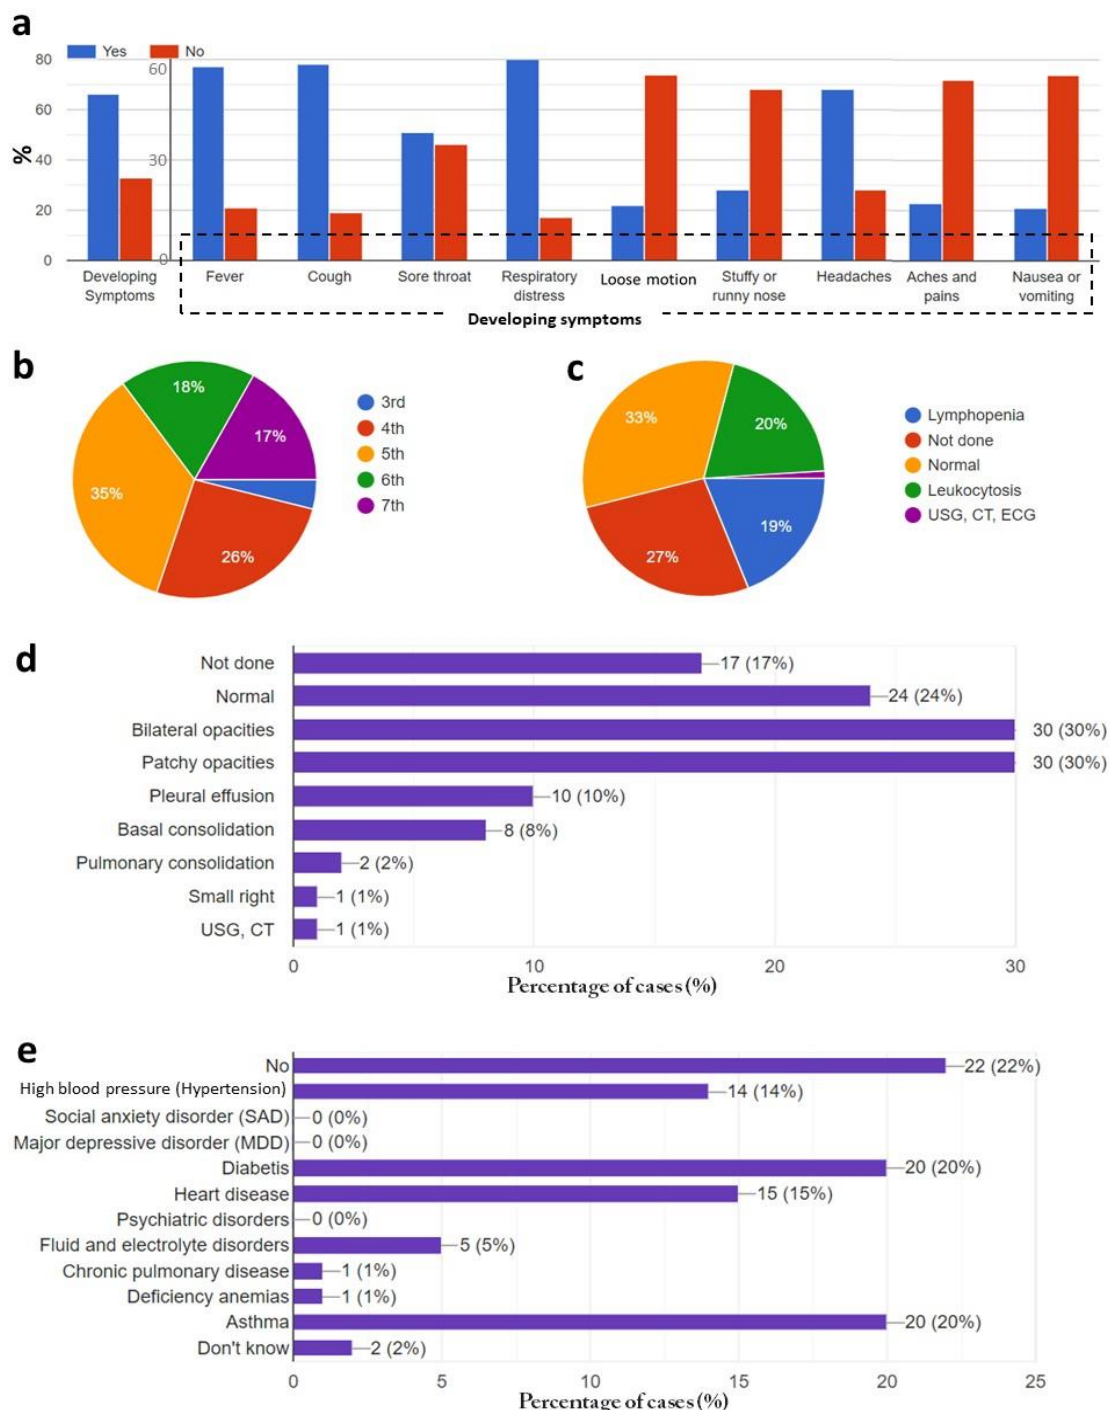 a
Yes No
80
60
60
40
30
20
0
0
%
Developing Symptoms
Fever
Cough
Sore throat
Respiratory distress
Loose motion
Stuffy or runny nose
Headaches
Aches and pains
Nausea or vomiting
Developing symptoms
b
18%
17%
35%
26%
3rd
4th
5th
6th
7th
c
33%
20%
27%
19%
Lymphopenia
Not done
Normal
Leukocytosis
USG, CT, ECG
d
Not done 17 (17%)
Normal 24 (24%)
Bilateral opacities 30 (30%)
Patchy opacities 30 (30%)
Pleural effusion 10 (10%)
Basal consolidation 8 (8%)
Pulmonary consolidation 2 (2%)
Small right 1 (1%)
USG, CT 1 (1%)
0 10 20 30
Percentage of cases (%)
e
No 22 (22%)
High blood pressure (Hypertension) 14 (14%)
Social anxiety disorder (SAD) 0 (0%)
Major depressive disorder (MDD) 0 (0%)
Diabetis 20 (20%)
Heart disease 15 (15%)
Psychiatric disorders 0 (0%)
Fluid and electrolyte disorders 5 (5%)
Chronic pulmonary disease 1 (1%)
Deficiency anemias 1 (1%)
Asthma 20 (20%)
Don't know 2 (2%)
0 5 10 15 20 25
Percentage of cases (%)